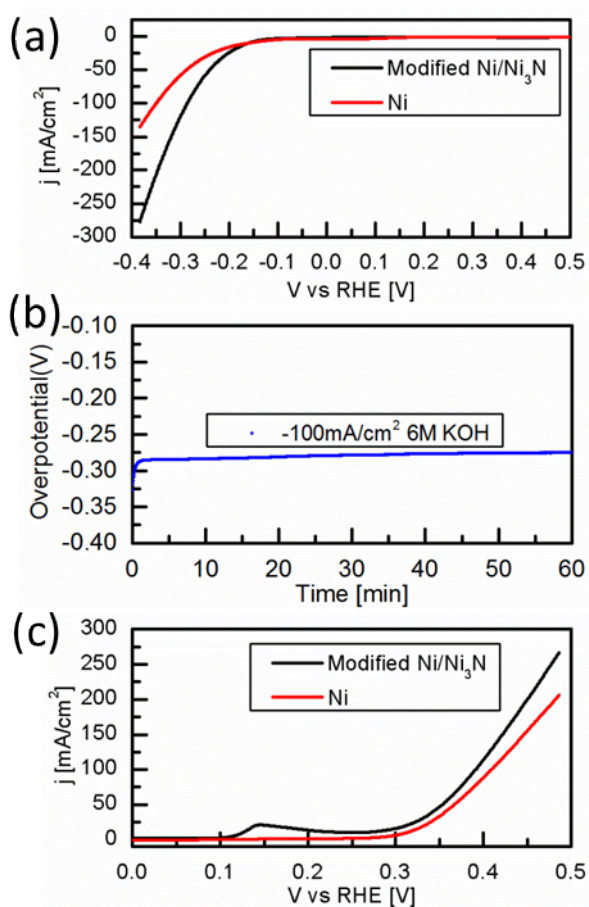 (a)
0
-50
-100
-150
-200
-250
-300
j [mA/cm²]
Modified Ni/Ni₃N
Ni
-0.4 -0.3 -0.2 -0.1 0.0 0.1 0.2 0.3 0.4 0.5
V vs RHE [V]
(b)
-0.10
-0.15
-0.20
-0.25
-0.30
-0.35
-0.40
Overpotential(V)
-100mA/cm² 6M KOH
0 10 20 30 40 50 60
Time [min]
(c)
300
250
200
150
100
50
0
j [mA/cm²]
Modified Ni/Ni₃N
Ni
0.0 0.1 0.2 0.3 0.4 0.5
V vs RHE [V]